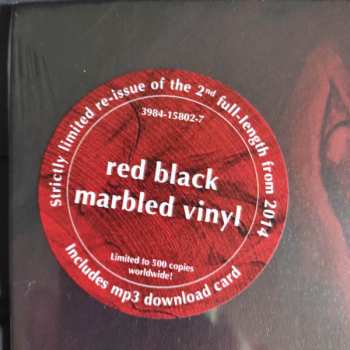 Strictly limited re-issue of the 2nd full-length from 2014
3984-15802-7
red black
marbled vinyl
Limited to 500 copies
worldwide!
Includes mp3 download card